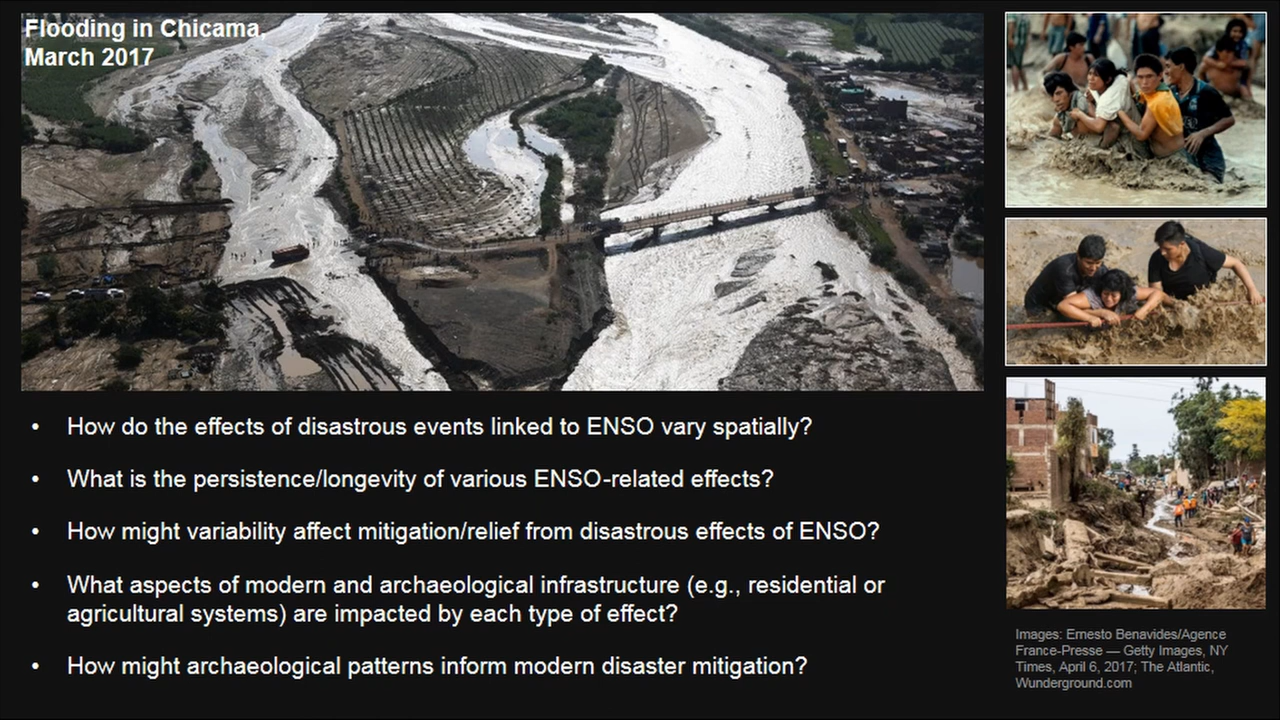 Flooding in Chicama,
March 2017
• How do the effects of disastrous events linked to ENSO vary spatially?
• What is the persistence/longevity of various ENSO-related effects?
• How might variability affect mitigation/relief from disastrous effects of ENSO?
• What aspects of modern and archaeological infrastructure (e.g., residential or
agricultural systems) are impacted by each type of effect?
• How might archaeological patterns inform modern disaster mitigation?
Images: Ernesto Benavides/Agence
France-Presse — Getty Images, NY
Times, April 6, 2017; The Atlantic,
Wunderground.com